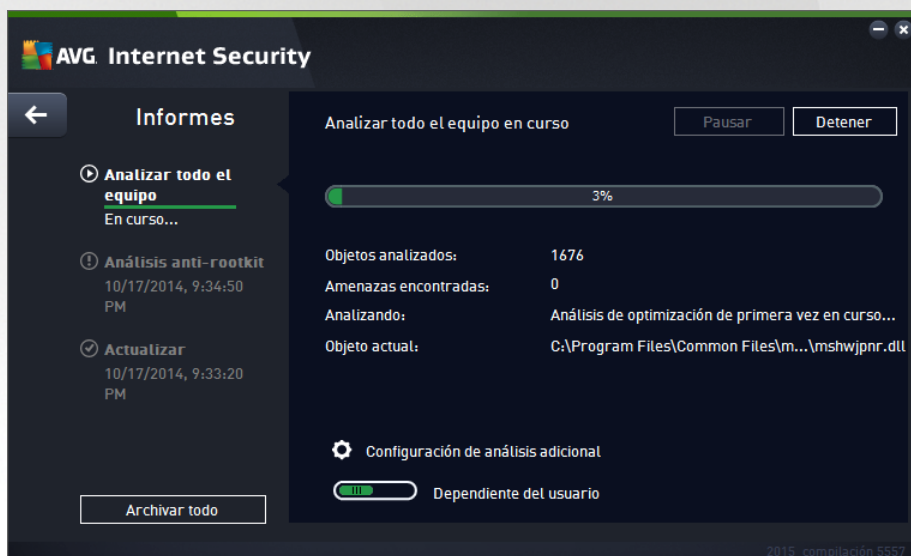 AVG. Internet Security
Informes
Analizar todo el
equipo
En curso...
Análisis anti-rootkit
10/17/2014, 9:34:50
PM
Actualizar
10/17/2014, 9:33:20
PM
Archivar todo
Analizar todo el equipo en curso
Pausar
Detener
3%
Objetos analizados: 1676
Amenazas encontradas: 0
Analizando: Análisis de optimización de primera vez en curso...
Objeto actual: C:\Program Files\Common Files\m...\mshwjpnr.dll
Configuración de análisis adicional
Dependiente del usuario
2015 compilación 5557